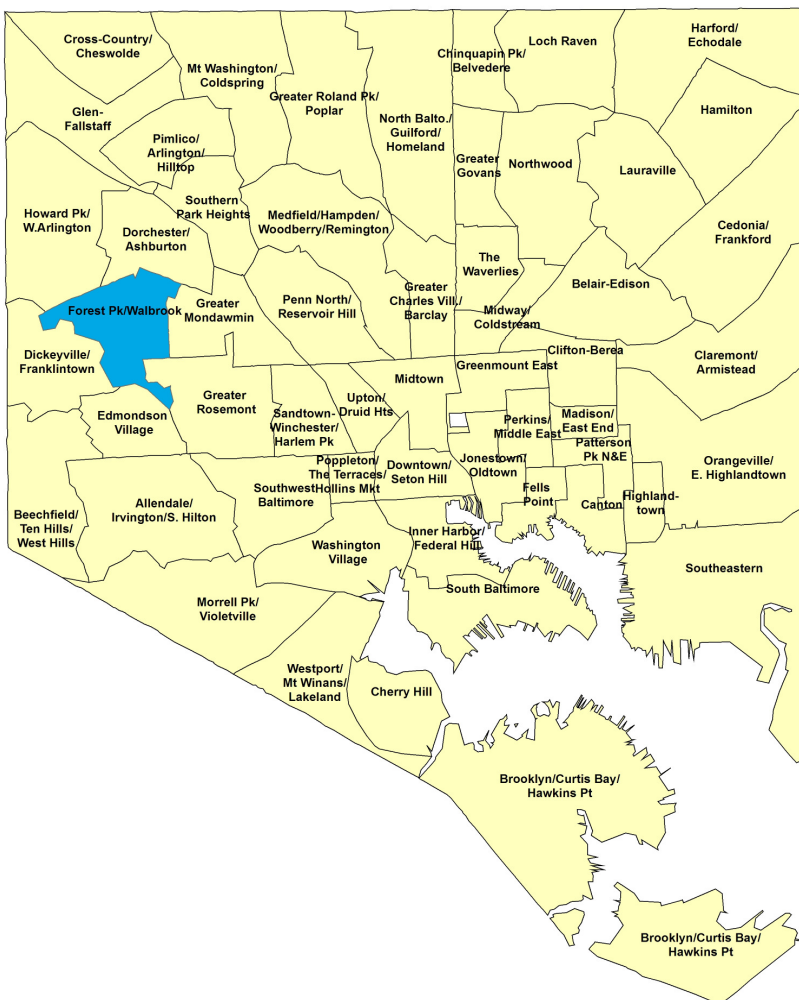 Cross-Country/
Cheswolde
Mt Washington/
Coldspring
Greater Roland Pk/
Poplar
North Balto./
Guilford/
Homeland
Chinquapin Pk/
Belvedere
Loch Raven
Harford/
Echodale
Glen-
Fallstaff
Pimlico/
Arlington/
Hilltop
Greater
Govans
Northwood
Lauraville
Hamilton
Howard Pk/
W.Arlington
Dorchester/
Ashburton
Southern
Park Heights
Medfield/Hampden/
Woodberry/Remington
The
Waverlies
Belair-Edison
Cedonia/
Frankford
Forest Pk/Walbrook
Greater
Mondawmin
Penn North/
Reservoir Hill
Greater
Charles Vill./
Barclay
Midway/
Coldstream
Dickeyville/
Franklintown
Edmondson
Village
Greater
Rosemont
Sandtown-
Winchester/
Harlem Pk
Upton/
Druid Hts
Midtown
Greenmount East
Clifton-Berea
Claremont/
Armistead
Perkins/
Middle East
Madison/
East End
Patterson
Pk N&E
Orangeville/
E. Highlandtown
Beechfield/
Ten Hills/
West Hills
Allendale/
Irvington/S. Hilton
Southwest
Baltimore
Poppleton/
The Terraces/
Hollins Mkt
Downtown/
Seton Hill
Jonestown/
Oldtown
Fells
Point
Canton
Highland-
town
Washington
Village
Inner Harbor/
Federal Hill
South Baltimore
Southeastern
Morrell Pk/
Violetville
Westport/
Mt Winans/
Lakeland
Cherry Hill
Brooklyn/Curtis Bay/
Hawkins Pt
Brooklyn/Curtis Bay/
Hawkins Pt